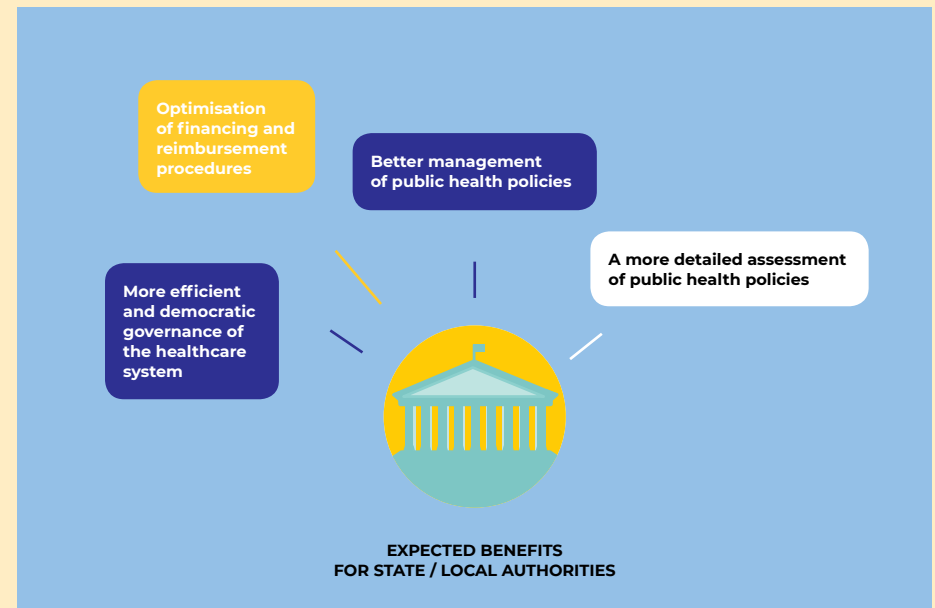 Optimisation
of financing and
reimbursement
procedures
Better management
of public health policies
A more detailed assessment
of public health policies
More efficient
and democratic
governance of
the healthcare
system
EXPECTED BENEFITS
FOR STATE / LOCAL AUTHORITIES